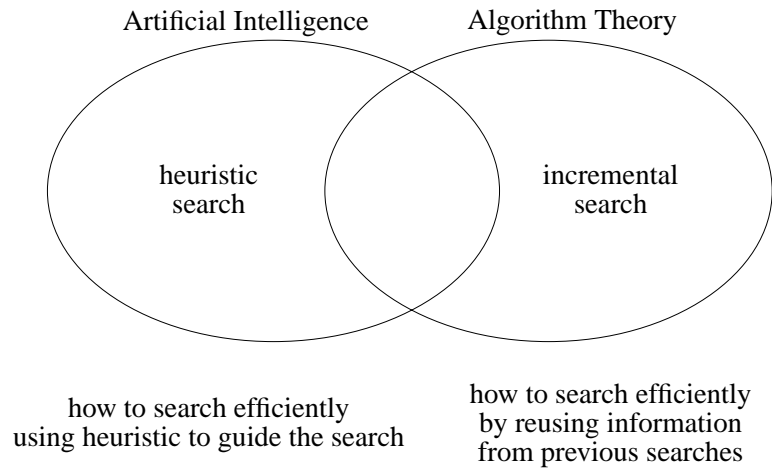 Artificial Intelligence
Algorithm Theory
heuristic
search
incremental
search
how to search efficiently
using heuristic to guide the search
how to search efficiently
by reusing information
from previous searches